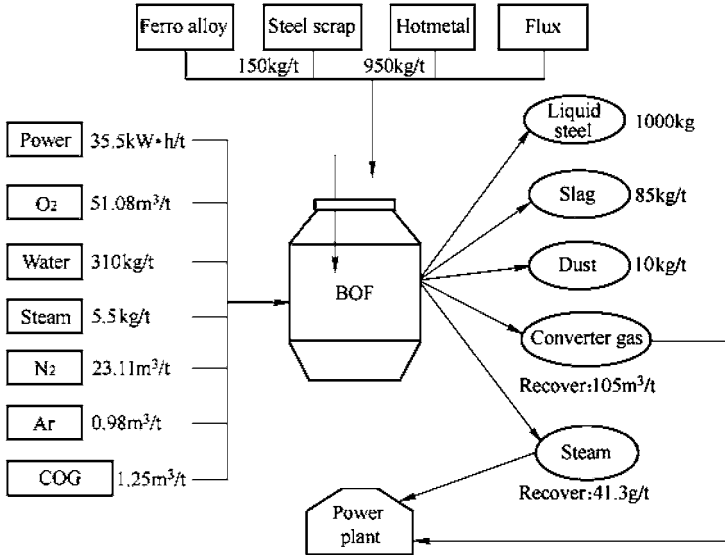 Ferro alloy
Steel scrap
Hotmetal
Flux
150kg/t
950kg/t
Power 35.5kW•h/t
O₂ 51.08m³/t
Water 310kg/t
Steam 5.5kg/t
N₂ 23.11m³/t
Ar 0.98m³/t
COG 1.25m³/t
BOF
Liquid
steel
1000kg
Slag 85kg/t
Dust 10kg/t
Converter gas
Recover:105m³/t
Steam
Recover:41.3g/t
Power
plant